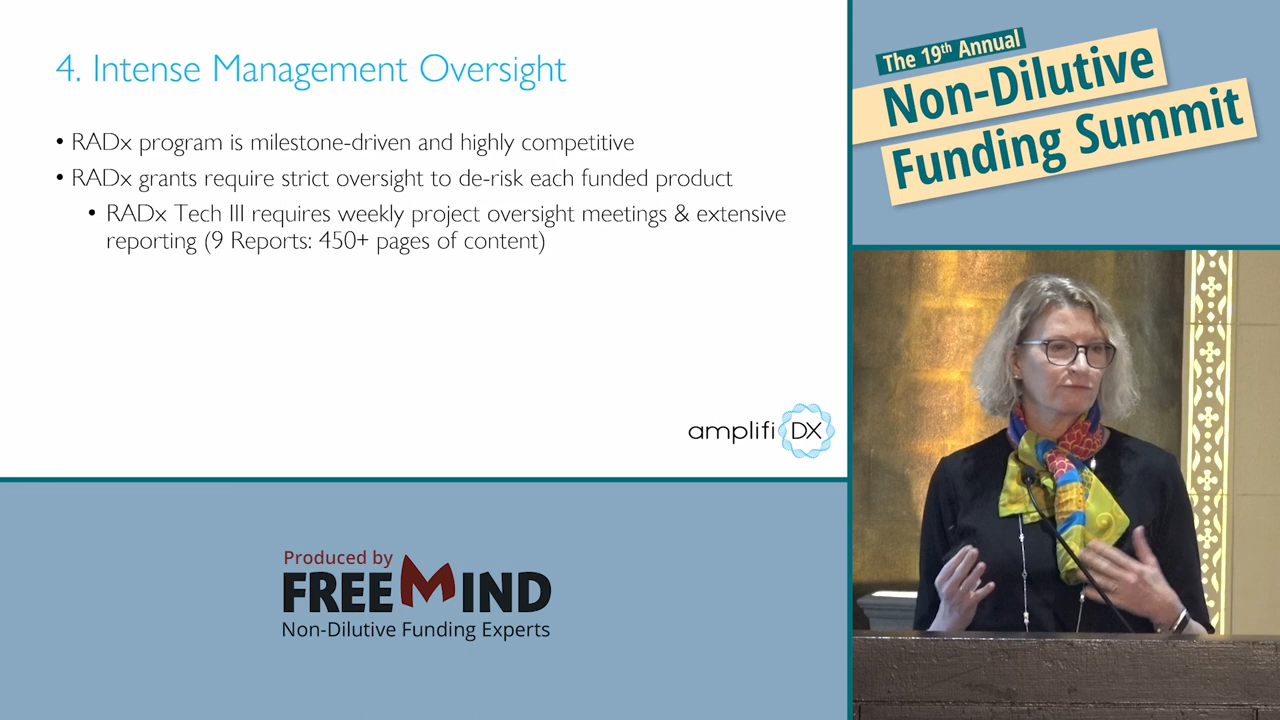 4. Intense Management Oversight
• RADx program is milestone-driven and highly competitive
• RADx grants require strict oversight to de-risk each funded product
• RADx Tech III requires weekly project oversight meetings & extensive
reporting (9 Reports: 450+ pages of content)
amplifi DX
The 19th Annual
Non-Dilutive
Funding Summit
Produced by
FREEMIND
Non-Dilutive Funding Experts